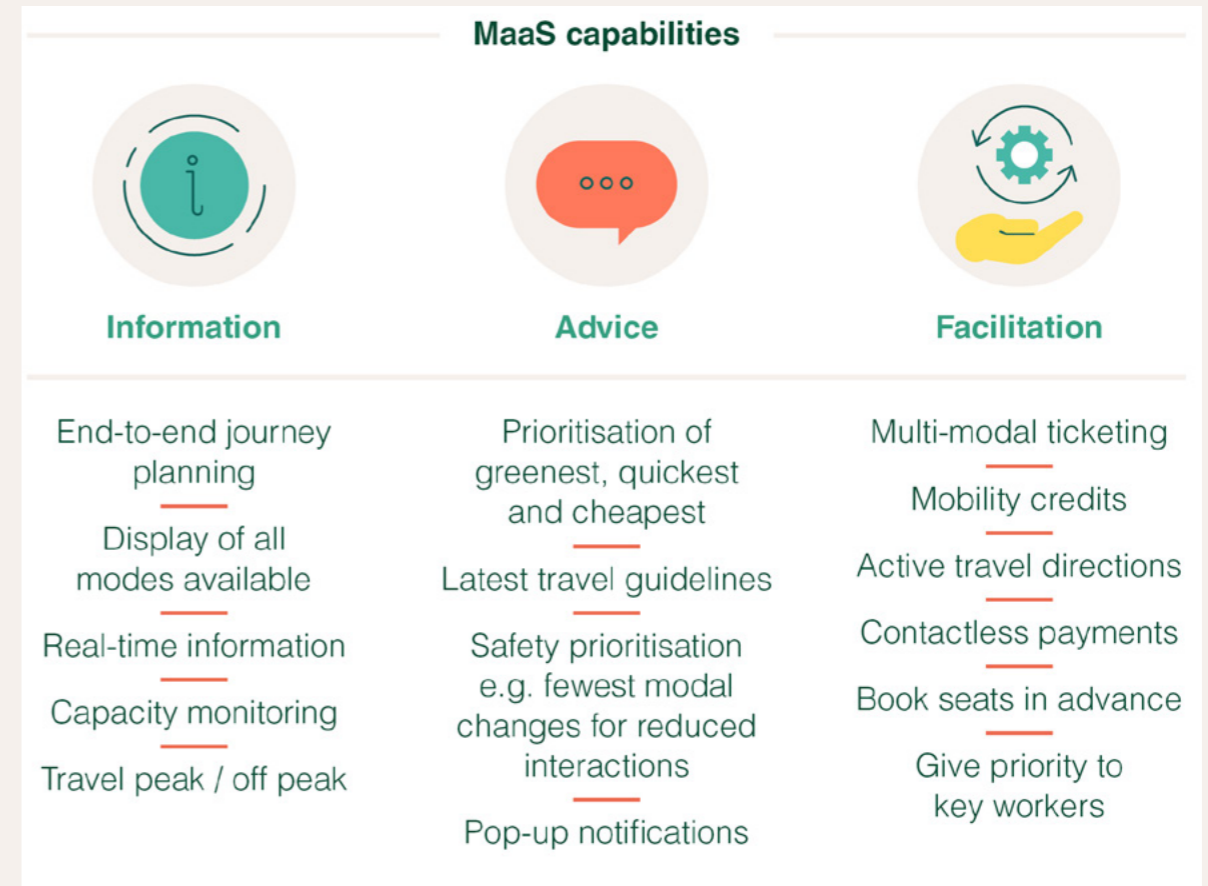 MaaS capabilities
i
Information
Advice
Facilitation
End-to-end journey
planning
Display of all
modes available
Real-time information
Capacity monitoring
Travel peak / off peak
Prioritisation of
greenest, quickest
and cheapest
Latest travel guidelines
Safety prioritisation
e.g. fewest modal
changes for reduced
interactions
Pop-up notifications
Multi-modal ticketing
Mobility credits
Active travel directions
Contactless payments
Book seats in advance
Give priority to
key workers